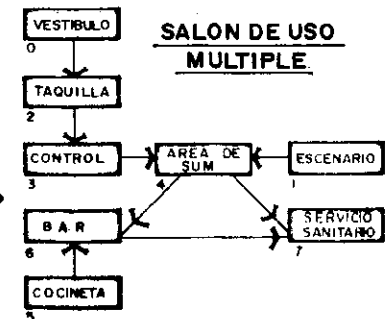 SALON DE USO
MULTIPLE
VESTIBULO
0
TAQUILLA
2
CONTROL
3
AREA DE
SUM
4
ESCENARIO
1
B A R
6
SERVICIO
SANITARIO
7
COCINETA
5